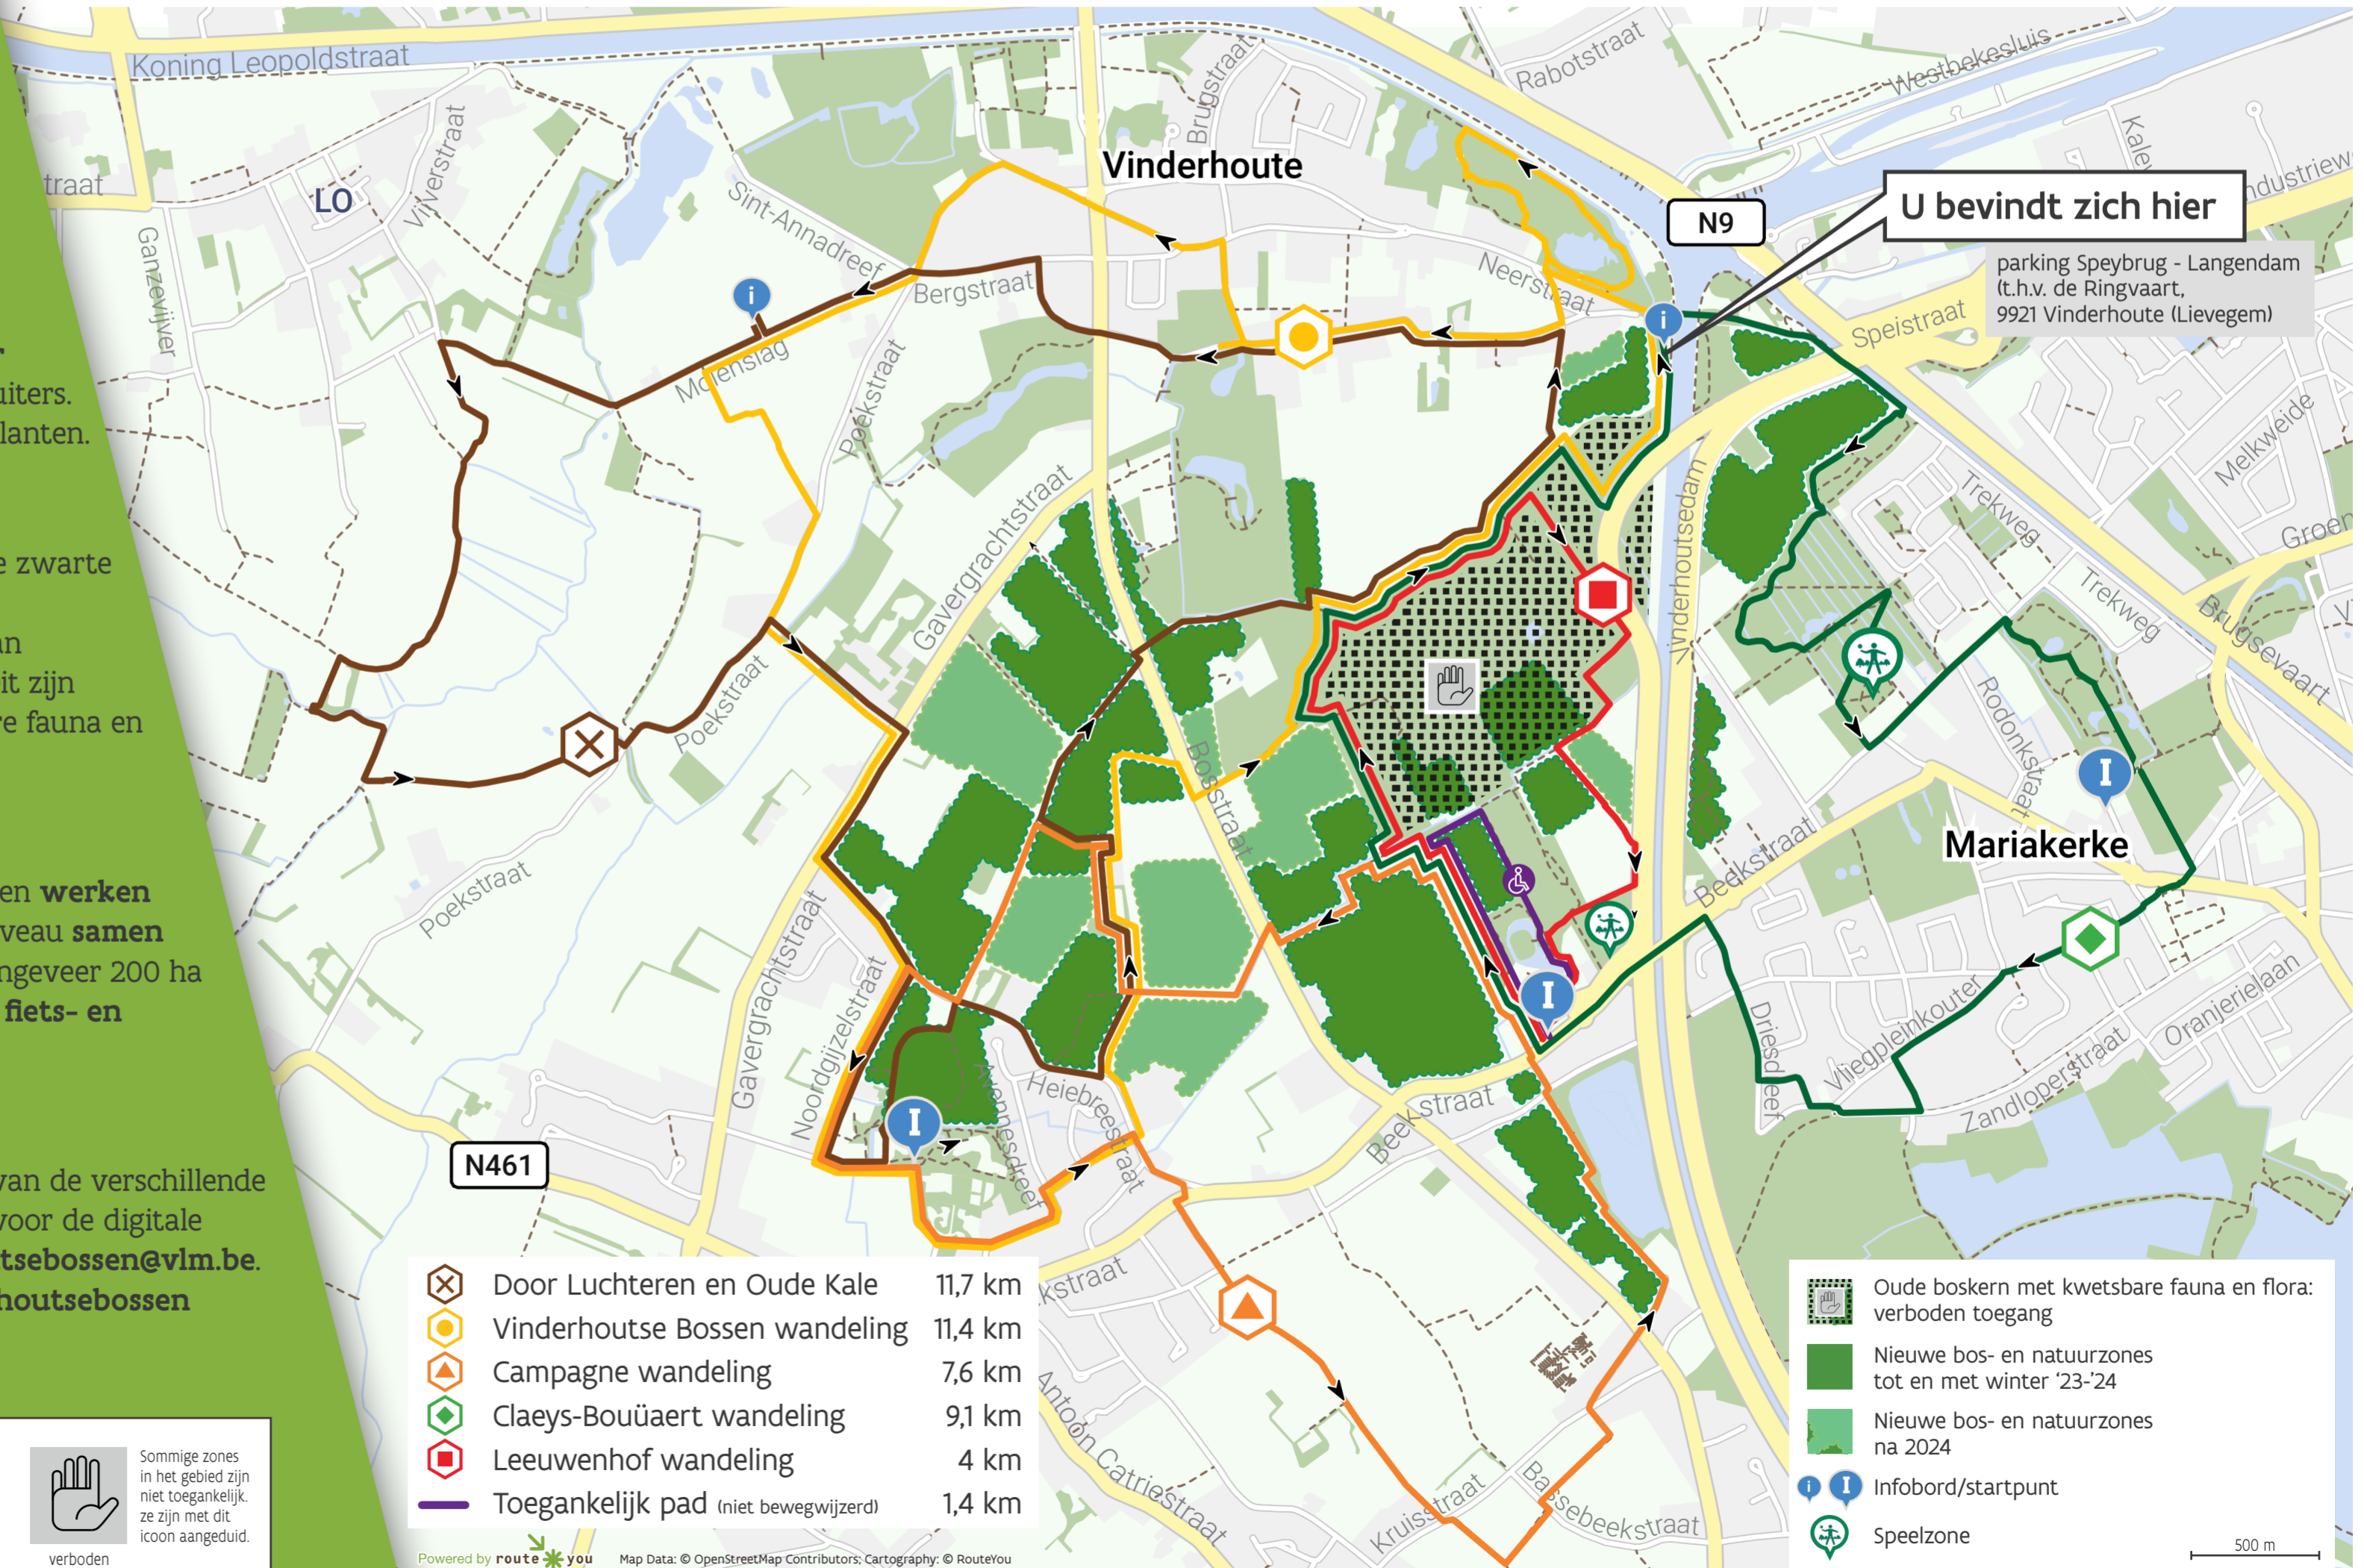 Koning Leopoldstraat
Rabotstraat
Westbekesluis
Brugstraat
Vijverstraat
Vinderhoute
LO
traat
Sint-Annadreef
N9
U bevindt zich hier
Ganzevijver
Neerstraat
Bergstraat
parking Speybrug - Langendam
(t.h.v. de Ringvaart,
9921 Vinderhoute (Lievegem)
Speistraat
Molenslag
Poekstraat
uiters.
lanten.
Melkweide
Trekweg
Groen
Gavergrachtstraat
Vinderhoutsedam
e zwarte
Trekweg
Brugsevaart
an
it zijn
re fauna en
Poekstraat
Rodonkstraat
Bosstraat
Mariakerke
Beekstraat
Poekstraat
en werken
veau samen
ngeveer 200 ha
fiets- en
Gavergrachtstraat
Noordgijzelstraat
Driesdreef
Vliegpleinkouter
Oranjerielaan
Zandloperstraat
Heiebreestraat
Beekstraat
N461
van de verschillende
voor de digitale
tsebossen@vlm.be.
houtsebossen
kstraat
Door Luchteren en Oude Kale 11,7 km
Vinderhoutse Bossen wandeling 11,4 km
Campagne wandeling 7,6 km
Claeys-Bouüaert wandeling 9,1 km
Leeuwenhof wandeling 4 km
Toegankelijk pad (niet bewegwijzerd) 1,4 km
Antoon Catriestraat
Kruisstraat
Bassebeekstraat
Oude boskern met kwetsbare fauna en flora:
verboden toegang
Nieuwe bos- en natuurzones
tot en met winter ‘23-’24
Nieuwe bos- en natuurzones
na 2024
Infobord/startpunt
Speelzone
500 m
Sommige zones
in het gebied zijn
niet toegankelijk.
ze zijn met dit
icoon aangeduid.
verboden
Powered by route you
Map Data: © OpenStreetMap Contributors; Cartography: © RouteYou